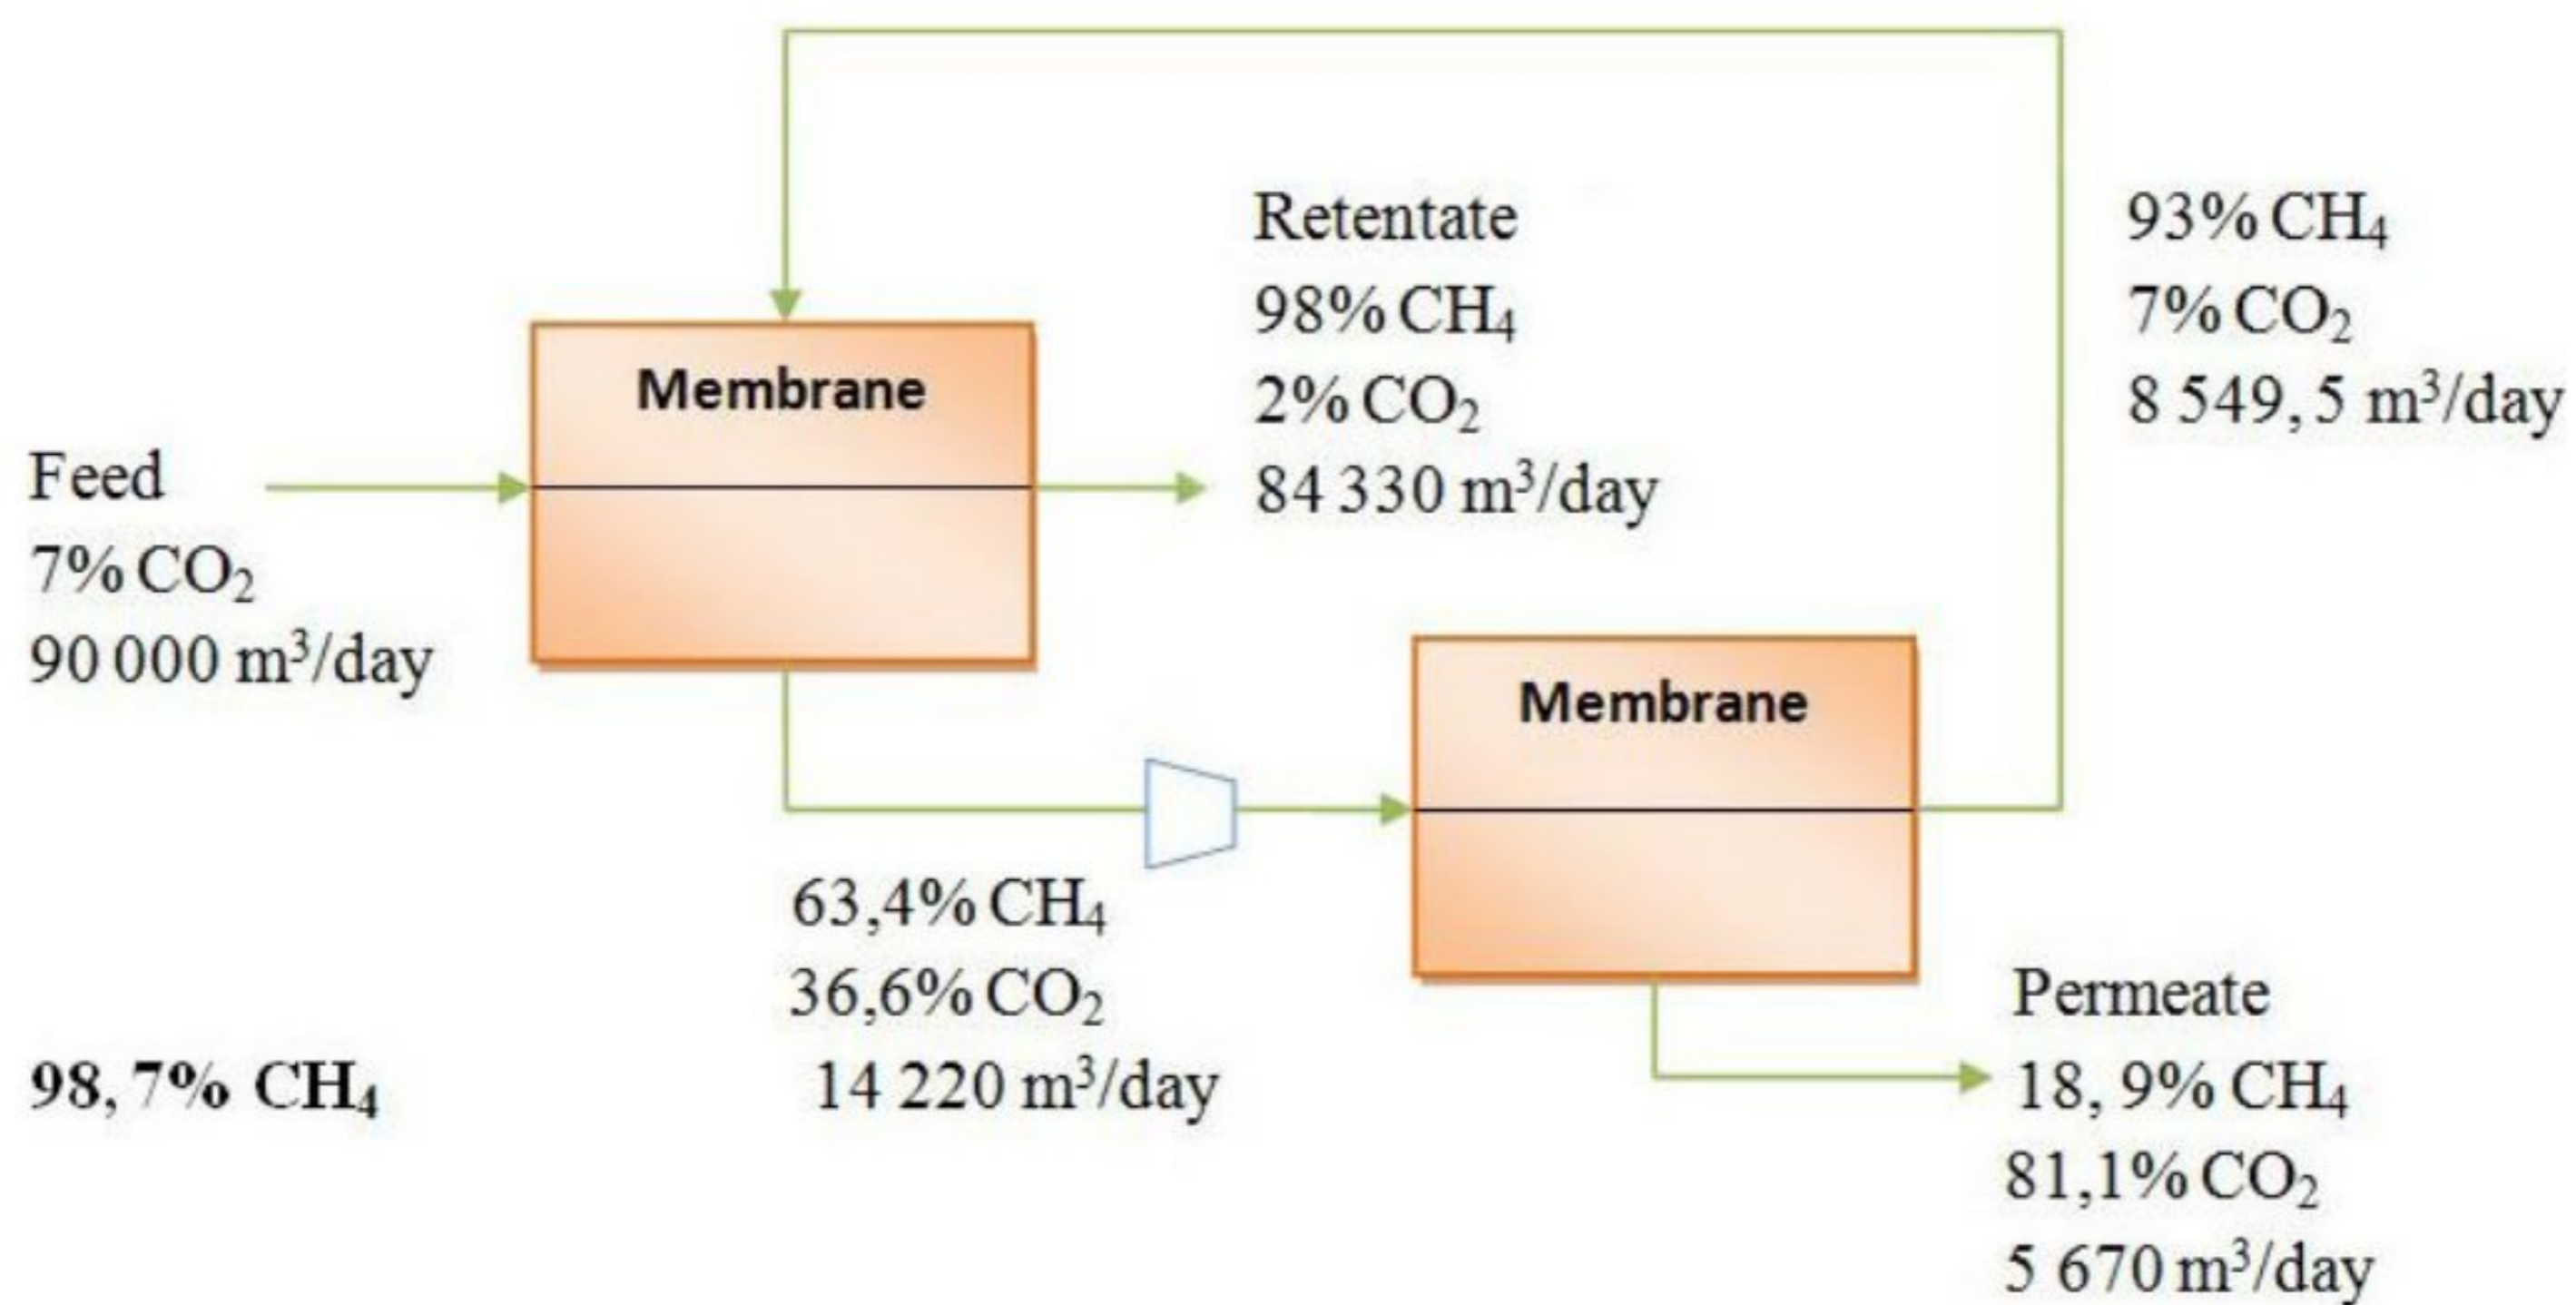 Feed
7% CO₂
90 000 m³/day
Membrane
Retentate
98% CH₄
2% CO₂
84 330 m³/day
93% CH₄
7% CO₂
8 549, 5 m³/day
Membrane
63,4% CH₄
36,6% CO₂
14 220 m³/day
98, 7% CH₄
Permeate
18, 9% CH₄
81,1% CO₂
5 670 m³/day